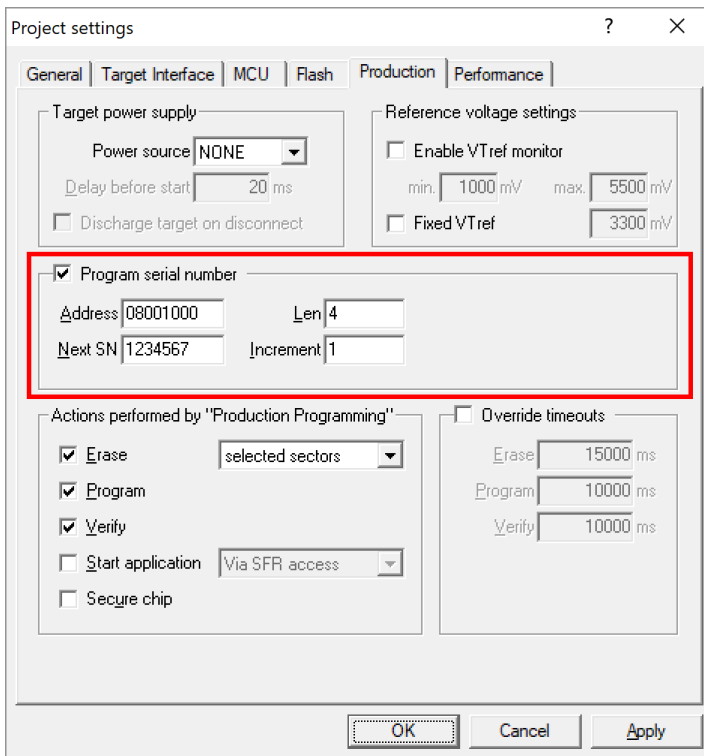 Project settings
General Target Interface MCU Flash Production Performance
Target power supply
Power source NONE
Delay before start 20 ms
Discharge target on disconnect
Reference voltage settings
Enable VTref monitor
min. 1000 mV max. 5500 mV
Fixed VTref 3300 mV
Program serial number
Address 08001000 Len 4
Next SN 1234567 Increment 1
Actions performed by "Production Programming"
Erase selected sectors
Program
Verify
Start application Via SFR access
Secure chip
Override timeouts
Erase 15000 ms
Program 10000 ms
Verify 10000 ms
OK Cancel Apply